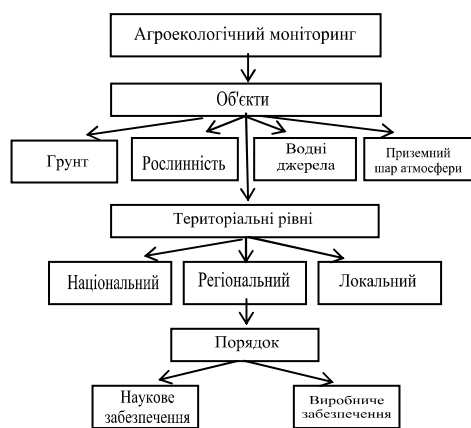 Агроекологічний моніторинг
Об'єкти
Грунт
Рослинність
Водні
джерела
Приземний
шар атмосфери
Територіальні рівні
Національний
Регіональний
Локальний
Порядок
Наукове
забезпечення
Виробниче
забезпечення